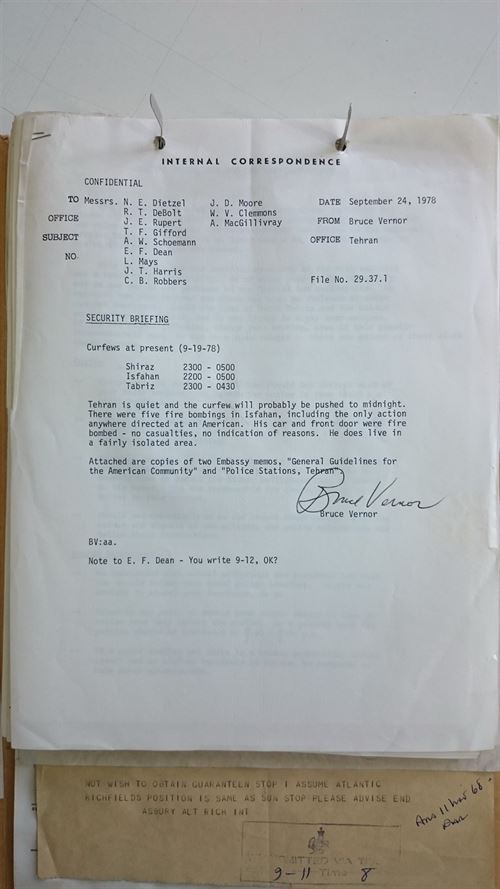 INTERNAL CORRESPONDENCE
CONFIDENTIAL
TO Messrs. N. E. Dietzel J. D. Moore DATE September 24, 1978
R. T. DeBolt W. V. Clemmons
OFFICE J. E. Rupert A. MacGillivray FROM Bruce Vernor
T. F. Gifford
SUBJECT A. W. Schoemann OFFICE Tehran
E. F. Dean
NO. L. Mays
J. T. Harris
C. B. Robbers File No. 29.37.1
SECURITY BRIEFING
Curfews at present (9-19-78)
Shiraz 2300 - 0500
Isfahan 2200 - 0500
Tabriz 2300 - 0430
Tehran is quiet and the curfew will probably be pushed to midnight.
There were five fire bombings in Isfahan, including the only action
anywhere directed at an American. His car and front door were fire
bombed - no casualties, no indication of reasons. He does live in
a fairly isolated area.
Attached are copies of two Embassy memos, "General Guidelines for
the American Community" and "Police Stations, Tehran".
Bruce Vernor
Bruce Vernor
BV:aa.
Note to E. F. Dean - You write 9-12, OK?
NOT WISH TO OBTAIN GUARANTEEN STOP I ASSUME ATLANTIC
RICHFIELDS POSITION IS SAME AS SUN STOP PLEASE ADVISE END
ASBURY ALT RICH INT
9-11 Time 8